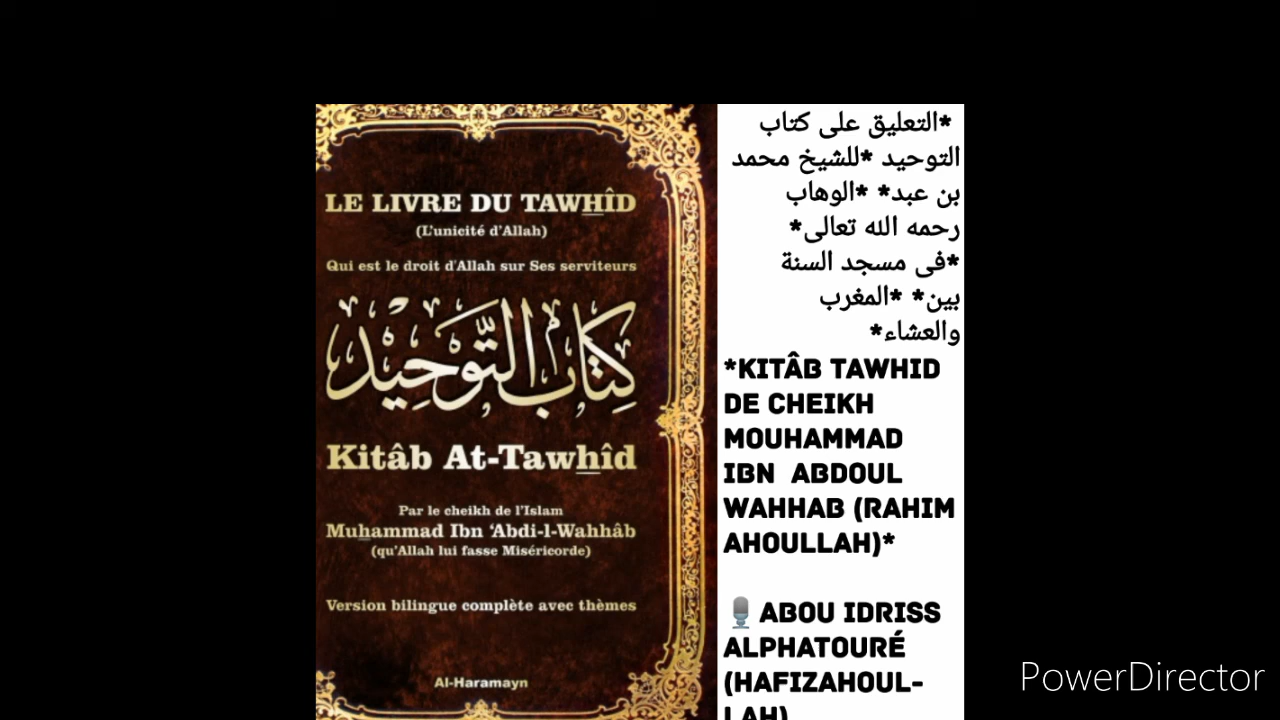 LE LIVRE DU TAWHÎD
(L'unicité d'Allah)
Qui est le droit d'Allah sur Ses serviteurs
كِتَابُ التَّوْحِيْدِ
Kitâb At-Tawhîd
Par le cheikh de l'Islam
Muhammad Ibn ‘Abdi-l-Wahhâb
(qu'Allah lui fasse Miséricorde)
Version bilingue complète avec thèmes
Al-Haramayn
*التعليق على كتاب
التوحيد *للشيخ محمد
بن عبد* *الوهاب
رحمه الله تعالى*
*فى مسجد السنة
بين* *المغرب
والعشاء*
*KITÂB TAWHID
DE CHEIKH
MOUHAMMAD
IBN ABDOUL
WAHHAB (RAHIM
AHOULLAH)*
🎙️ABOU IDRISS
ALPHATOURÉ
(HAFIZAHOUL-
LAH)
PowerDirector